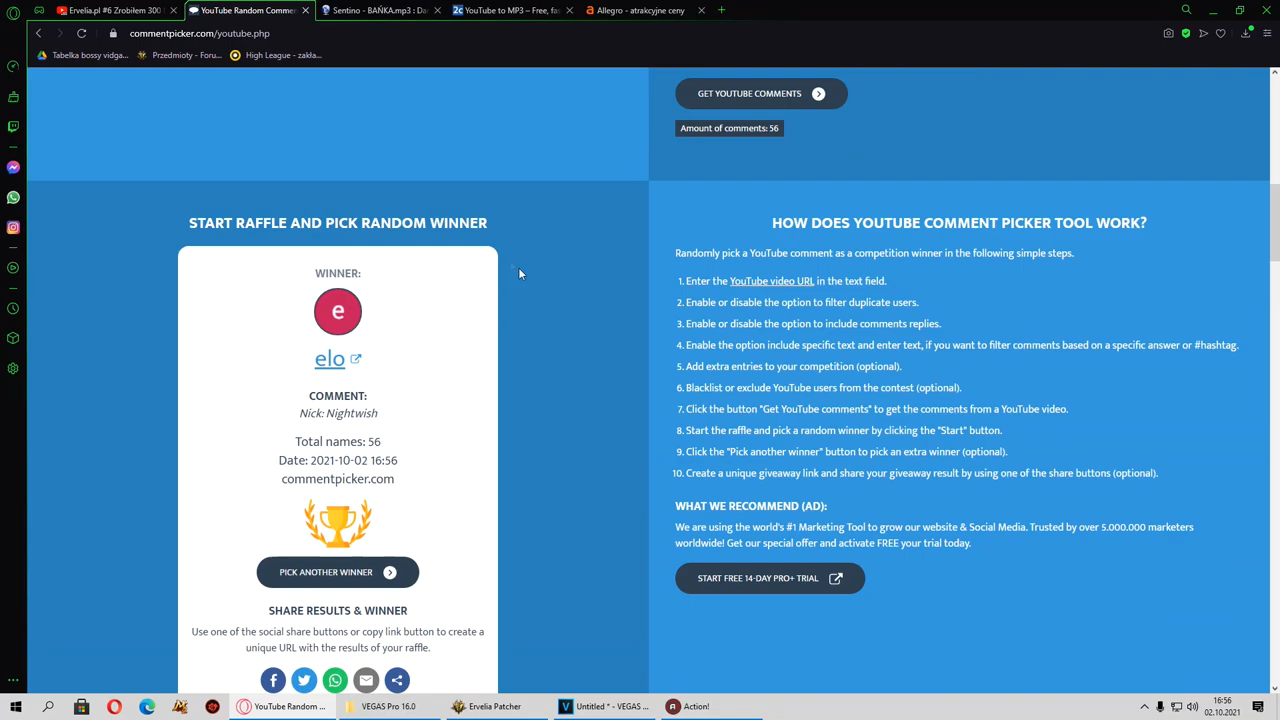 Ervelia.pl #6 Zrobiłem 300
YouTube Random Commen
Sentino - BAŃKA.mp3 : Dar
YouTube to MP3 – Free, fas
Allegro - atrakcyjne ceny
commentpicker.com/youtube.php
Tabelka bossy vidga...
Przedmioty - Foru...
High League - zakła...
GET YOUTUBE COMMENTS
Amount of comments: 56
START RAFFLE AND PICK RANDOM WINNER
WINNER:
e
elo
COMMENT:
Nick: Nightwish
Total names: 56
Date: 2021-10-02 16:56
commentpicker.com
PICK ANOTHER WINNER
SHARE RESULTS & WINNER
Use one of the social share buttons or copy link button to create a
unique URL with the results of your raffle.
HOW DOES YOUTUBE COMMENT PICKER TOOL WORK?
Randomly pick a YouTube comment as a competition winner in the following simple steps.
1. Enter the YouTube video URL in the text field.
2. Enable or disable the option to filter duplicate users.
3. Enable or disable the option to include comments replies.
4. Enable the option include specific text and enter text, if you want to filter comments based on a specific answer or #hashtag.
5. Add extra entries to your competition (optional).
6. Blacklist or exclude YouTube users from the contest (optional).
7. Click the button "Get YouTube comments" to get the comments from a YouTube video.
8. Start the raffle and pick a random winner by clicking the "Start" button.
9. Click the "Pick another winner" button to pick an extra winner (optional).
10. Create a unique giveaway link and share your giveaway result by using one of the share buttons (optional).
WHAT WE RECOMMEND (AD):
We are using the world's #1 Marketing Tool to grow our website & Social Media. Trusted by over 5.000.000 marketers
worldwide! Get our special offer and activate FREE your trial today.
START FREE 14-DAY PRO+ TRIAL
YouTube Random ...
VEGAS Pro 16.0
Ervelia Patcher
Untitled * - VEGAS ...
Action!
16:56
02.10.2021